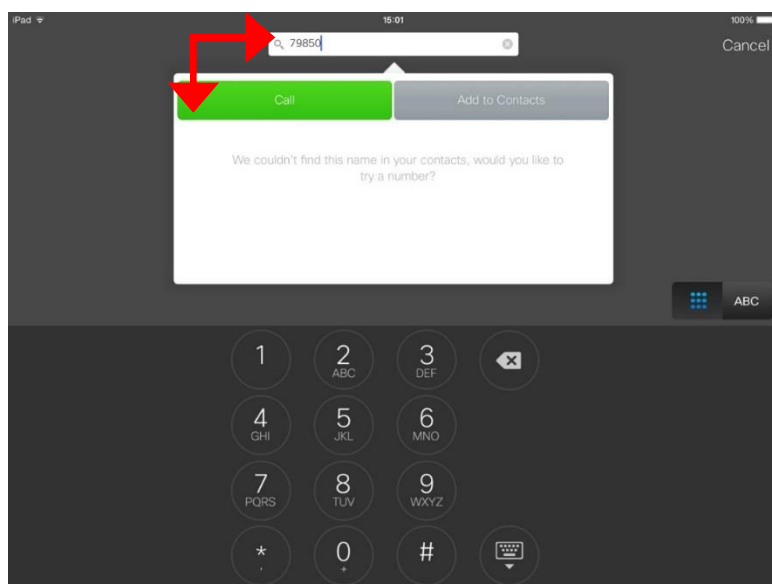 iPad 15:01 100%
79850 Cancel
Call Add to Contacts
We couldn't find this name in your contacts, would you like to
try a number?
ABC
1 2 3
ABC DEF
4 5 6
GHI JKL MNO
7 8 9
PQRS TUV WXYZ
* 0 #
, +